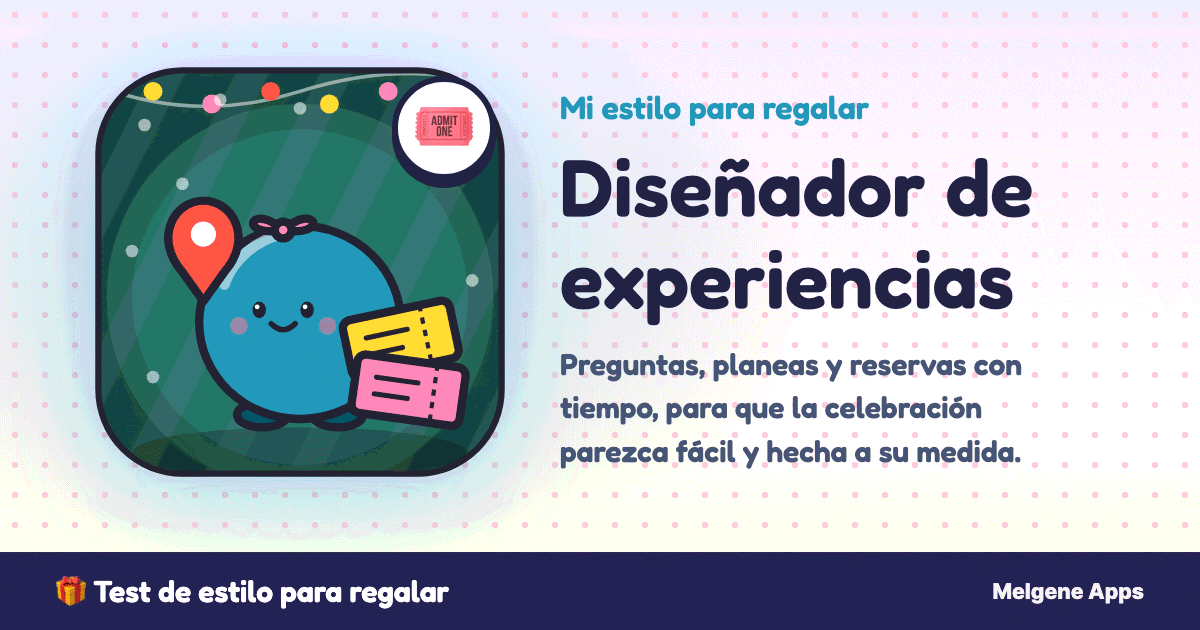 ADMIT
ONE
Mi estilo para regalar
Diseñador de
experiencias
Preguntas, planeas y reservas con
tiempo, para que la celebración
parezca fácil y hecha a su medida.
Test de estilo para regalar
Melgene Apps